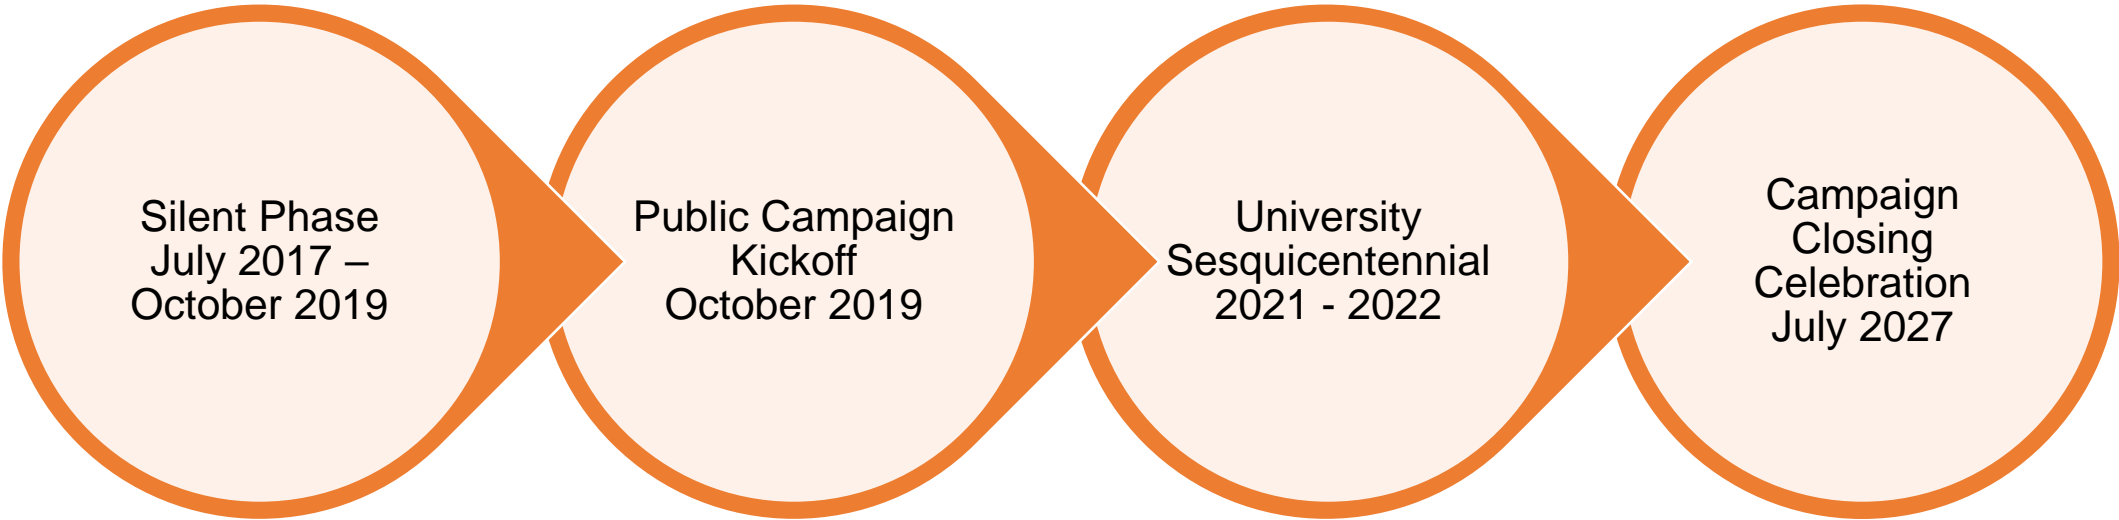 Silent Phase
July 2017 –
October 2019
Public Campaign
Kickoff
October 2019
University
Sesquicentennial
2021 - 2022
Campaign
Closing
Celebration
July 2027